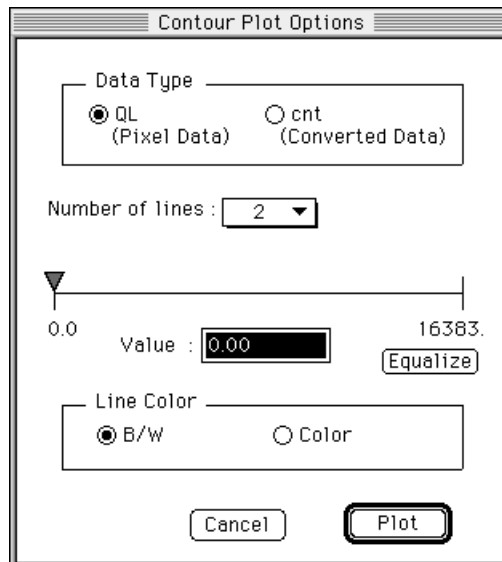 Contour Plot Options
Data Type
QL cnt
(Pixel Data) (Converted Data)
Number of lines : 2
0.0 16383.
Value : 0.00
Equalize
Line Color
B/W Color
Cancel Plot